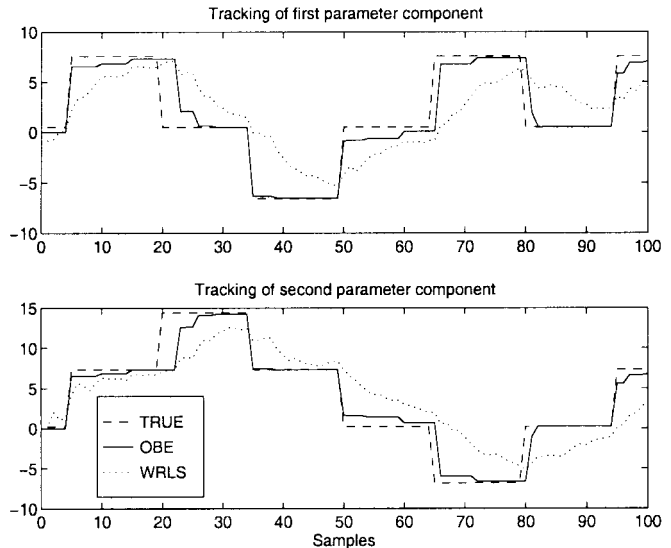 Tracking of first parameter component
10
5
0
−5
−10
0 10 20 30 40 50 60 70 80 90 100
Tracking of second parameter component
15
10
5
0
−5
−10
TRUE
OBE
WRLS
0 10 20 30 40 50 60 70 80 90 100
Samples